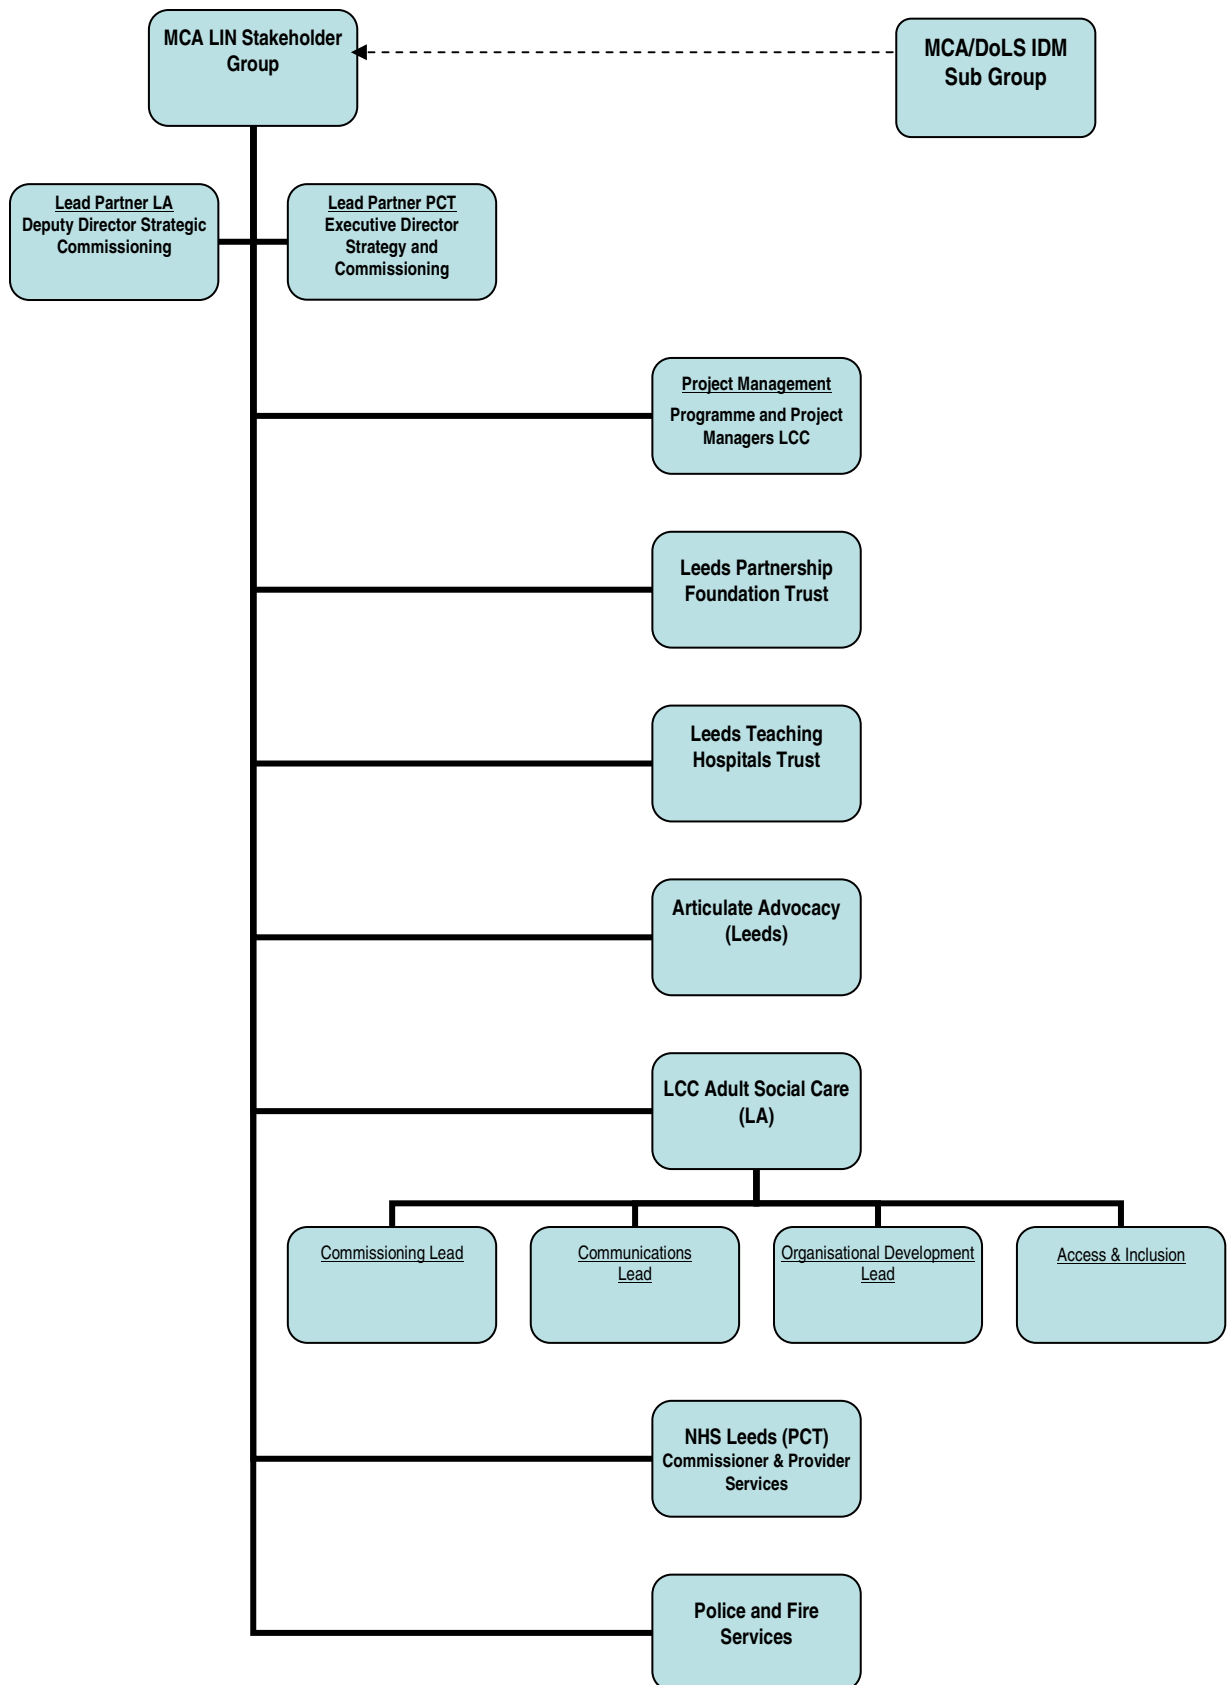 MCA LIN Stakeholder
Group
MCA/DoLS IDM
Sub Group
Lead Partner LA
Deputy Director Strategic
Commissioning
Lead Partner PCT
Executive Director
Strategy and
Commissioning
Project Management
Programme and Project
Managers LCC
Leeds Partnership
Foundation Trust
Leeds Teaching
Hospitals Trust
Articulate Advocacy
(Leeds)
LCC Adult Social Care
(LA)
Commissioning Lead
Communications
Lead
Organisational Development
Lead
Access & Inclusion
NHS Leeds (PCT)
Commissioner & Provider
Services
Police and Fire
Services